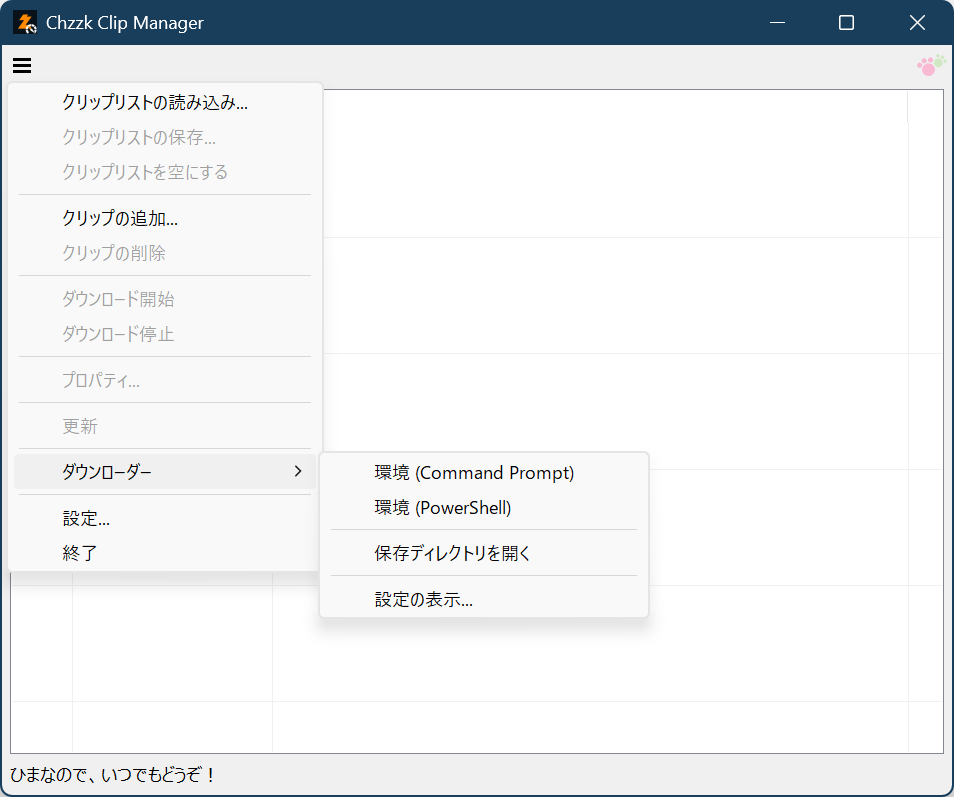 Chzzk Clip Manager
クリップリストの読み込み...
クリップリストの保存...
クリップリストを空にする
クリップの追加...
クリップの削除
ダウンロード開始
ダウンロード停止
プロパティ...
更新
ダウンローダー
環境 (Command Prompt)
環境 (PowerShell)
保存ディレクトリを開く
設定の表示...
設定...
終了
ひまなので、いつでもどうぞ！